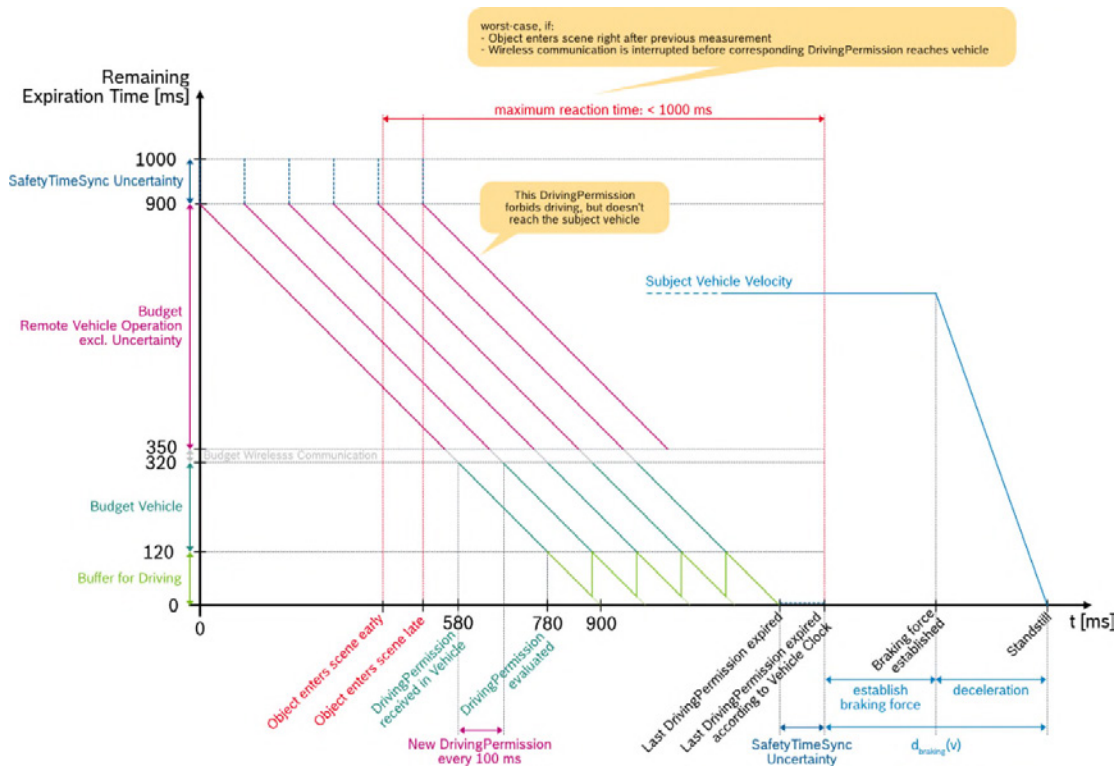 worst-case, if:
- Object enters scene right after previous measurement
- Wireless communication is interrupted before corresponding DrivingPermission reaches vehicle
Remaining
Expiration Time [ms]
maximum reaction time: < 1000 ms
1000
SafetyTimeSync Uncertainty
900
This DrivingPermission
forbids driving, but doesn't
reach the subject vehicle
Subject Vehicle Velocity
Budget
Remote Vehicle Operation
excl. Uncertainty
350
Budget Wirelesss Communication
320
Budget Vehicle
120
Buffer for Driving
0
0
580
780
900
t [ms]
Object enters scene early
Object enters scene late
DrivingPermission
received in Vehicle
DrivingPermission
evaluated
Last DrivingPermission expired
Last DrivingPermission expired
according to Vehicle Clock
Braking force
established
Standstill
establish
braking force
deceleration
New DrivingPermission
every 100 ms
SafetyTimeSync
Uncertainty
dbraking(v)